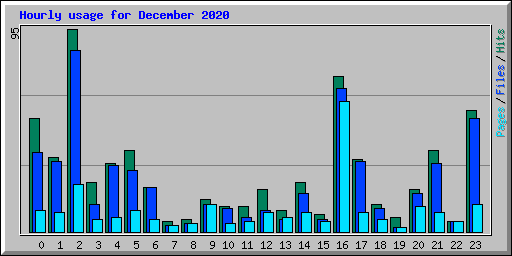 Hourly usage for December 2020
95
Pages/Files/Hits
0 1 2 3 4 5 6 7 8 9 10 11 12 13 14 15 16 17 18 19 20 21 22 23